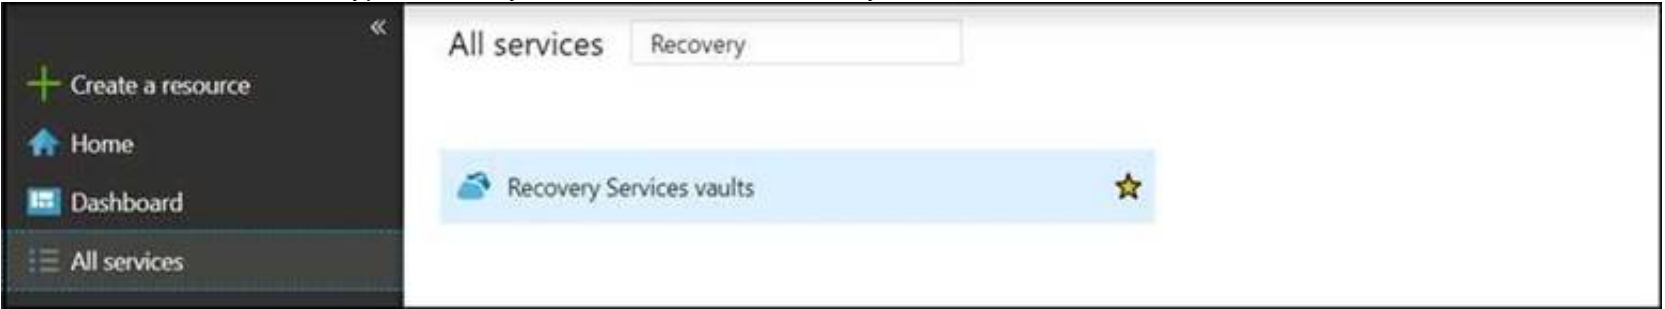 «
All services Recovery
Create a resource
Home
Dashboard
All services
Recovery Services vaults